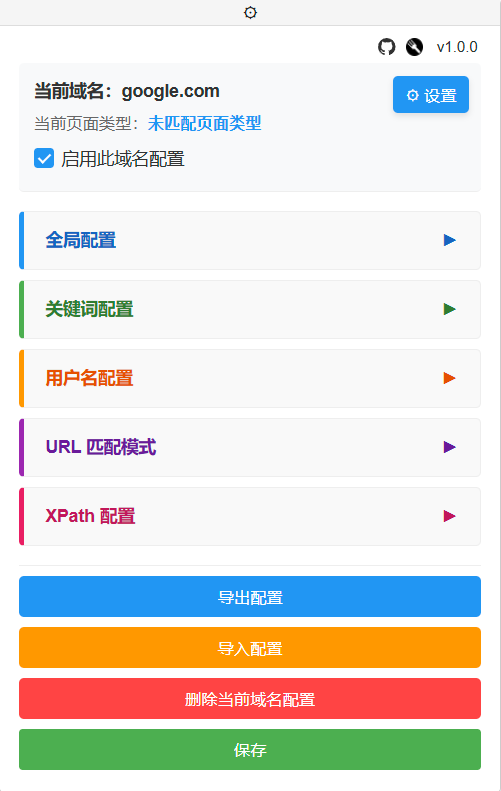 v1.0.0
当前域名：google.com
设置
当前页面类型：未匹配页面类型
启用此域名配置
全局配置
关键词配置
用户名配置
URL 匹配模式
XPath 配置
导出配置
导入配置
删除当前域名配置
保存